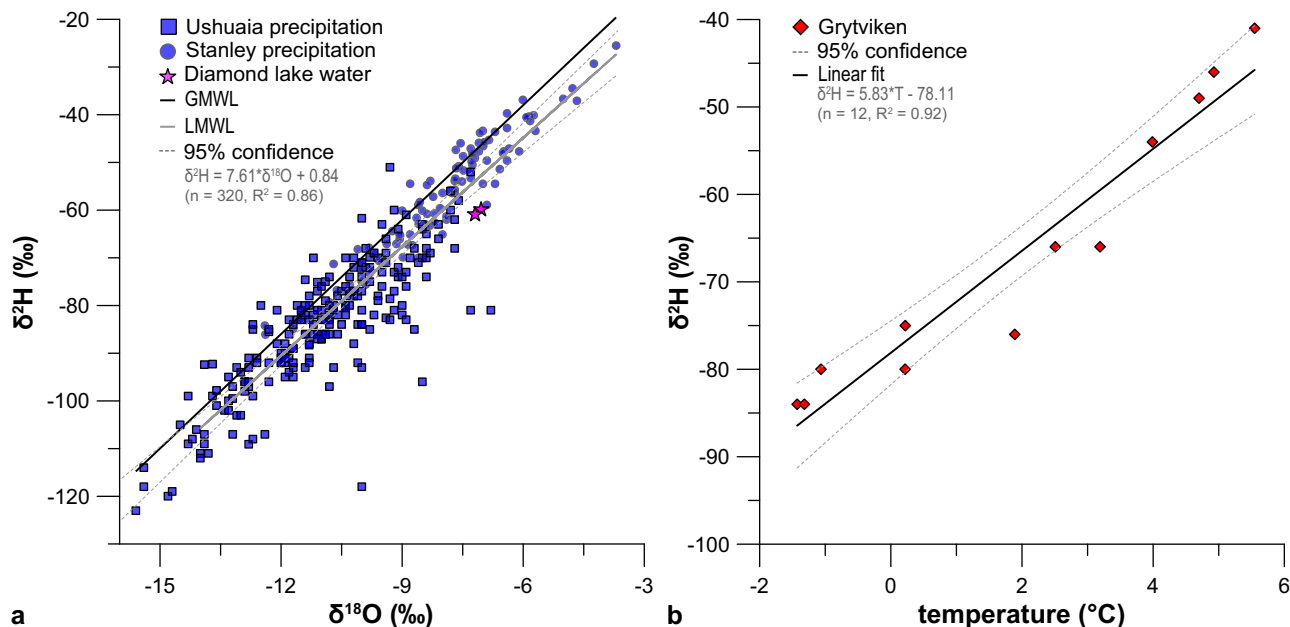 -20
-40
-60
-80
-100
-120
δ²H (‰)
Ushuaia precipitation
Stanley precipitation
Diamond lake water
GMWL
LMWL
95% confidence
δ²H = 7.61*δ¹⁸O + 0.84
(n = 320, R² = 0.86)
-15
-12
-9
-6
-3
a
δ¹⁸O (‰)
-40
-50
-60
-70
-80
-90
-100
δ²H (‰)
Grytviken
95% confidence
Linear fit
δ²H = 5.83*T - 78.11
(n = 12, R² = 0.92)
-2
0
2
4
6
b
temperature (°C)